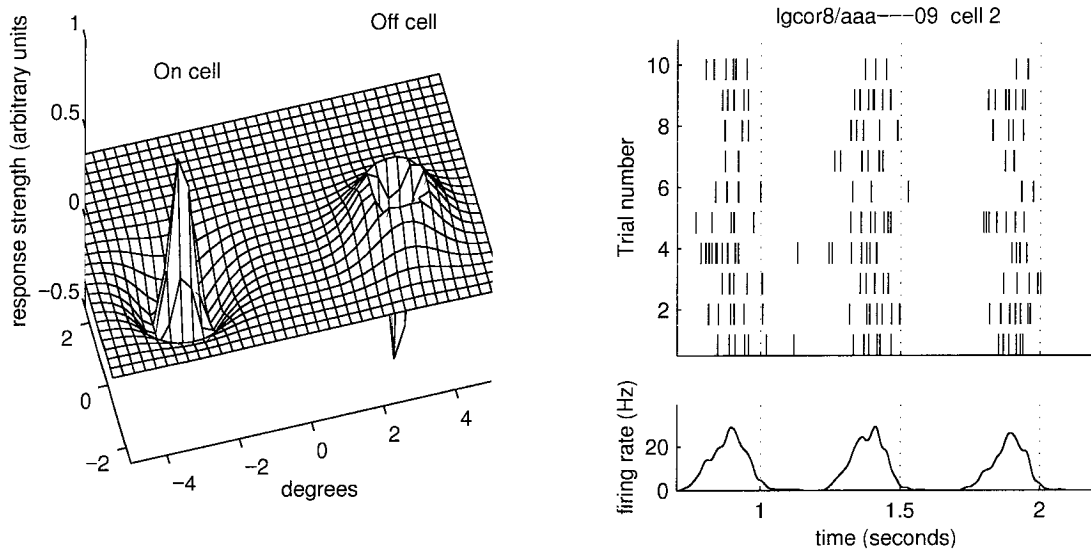 1
Off cell
On cell
0.5
0
−0.5
response strength (arbitrary units
2
0
−2
−4
−2
0
2
4
degrees
lgcor8/aaa−−−09 cell 2
10
8
6
4
2
Trial number
20
0
firing rate (Hz)
1
1.5
2
time (seconds)